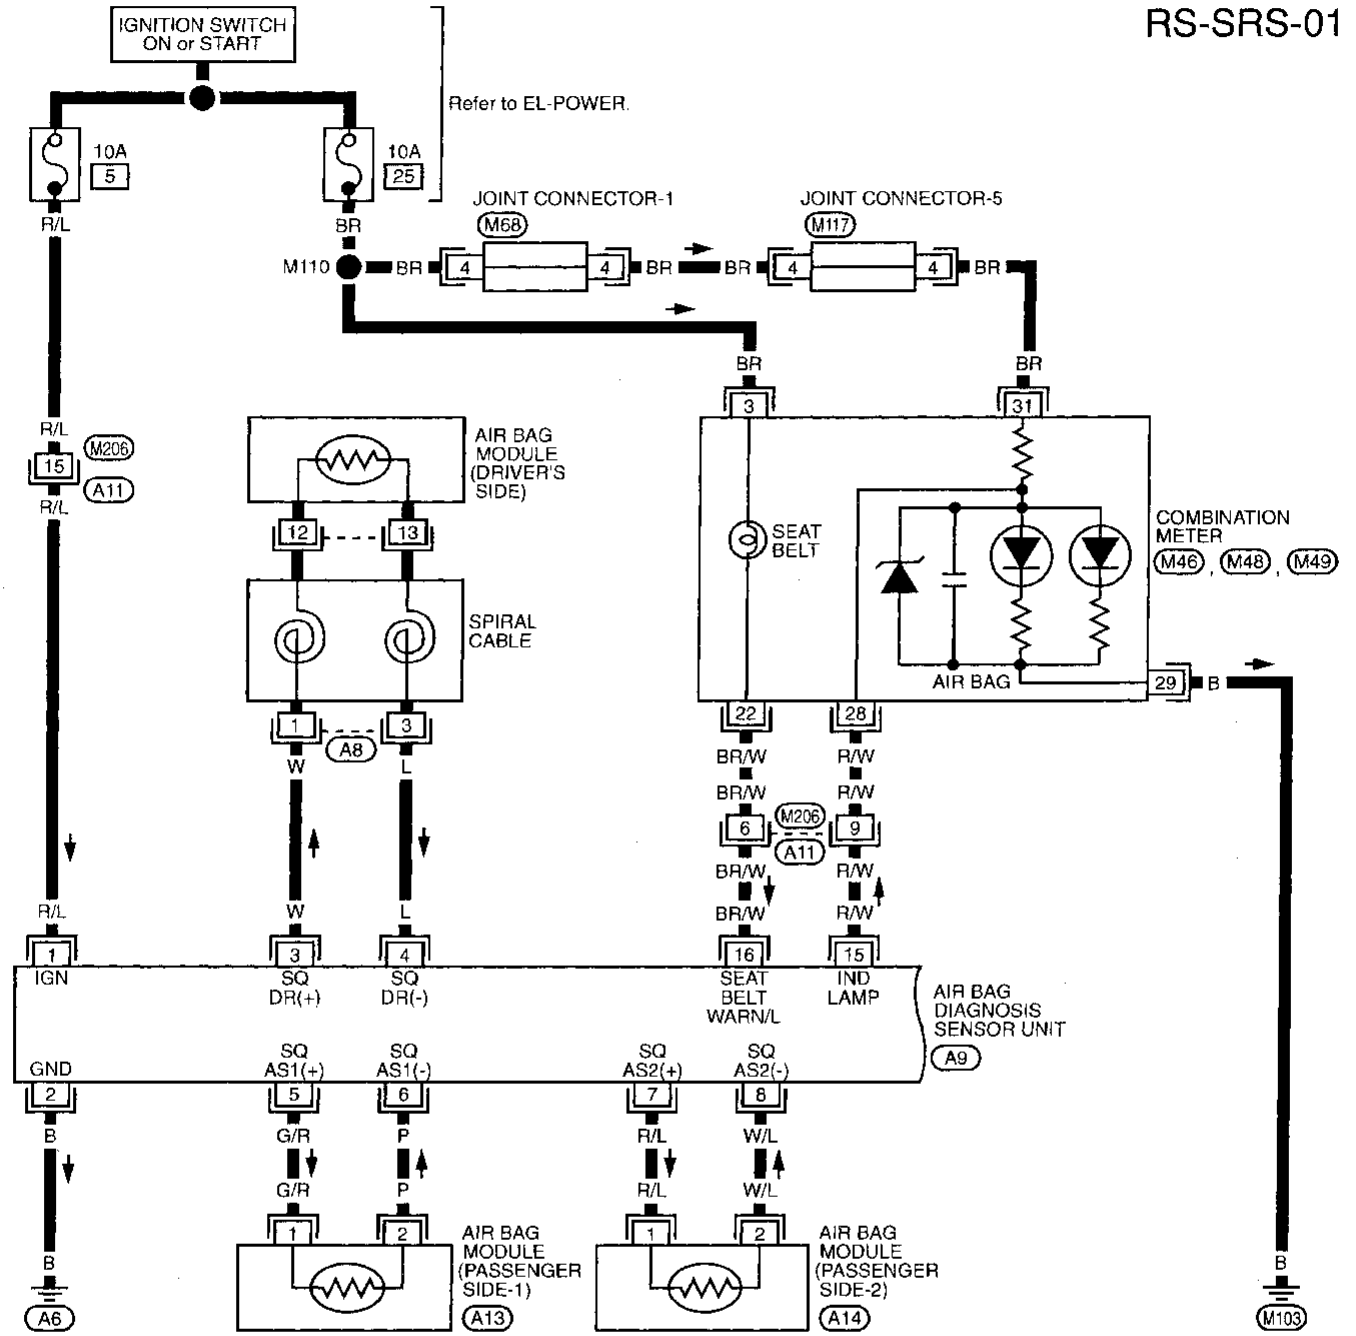 RS-SRS-01
IGNITION SWITCH
ON or START
Refer to EL-POWER.
10A
5
10A
25
R/L
BR
JOINT CONNECTOR-1
M68
JOINT CONNECTOR-5
M117
M110
BR
4
4
BR
BR
4
4
BR
BR
BR
3
31
R/L
15
M206
A11
R/L
AIR BAG
MODULE
(DRIVER'S
SIDE)
12
13
SEAT
BELT
COMBINATION
METER
M46 , M48 , M49
SPIRAL
CABLE
AIR BAG
29
B
1
3
A8
22
28
W
L
BR/W
R/W
BR/W
R/W
6
M206
9
A11
BR/W
R/W
R/L
W
L
BR/W
R/W
1
3
4
16
15
IGN
SQ
DR(+)
SQ
DR(-)
SEAT
BELT
WARN/L
IND
LAMP
AIR BAG
DIAGNOSIS
SENSOR UNIT
A9
GND
SQ
AS1(+)
SQ
AS1(-)
SQ
AS2(+)
SQ
AS2(-)
2
5
6
7
8
B
G/R
P
R/L
W/L
G/R
P
R/L
W/L
1
2
1
2
B
AIR BAG
MODULE
(PASSENGER
SIDE-1)
A13
AIR BAG
MODULE
(PASSENGER
SIDE-2)
A14
B
A6
M103